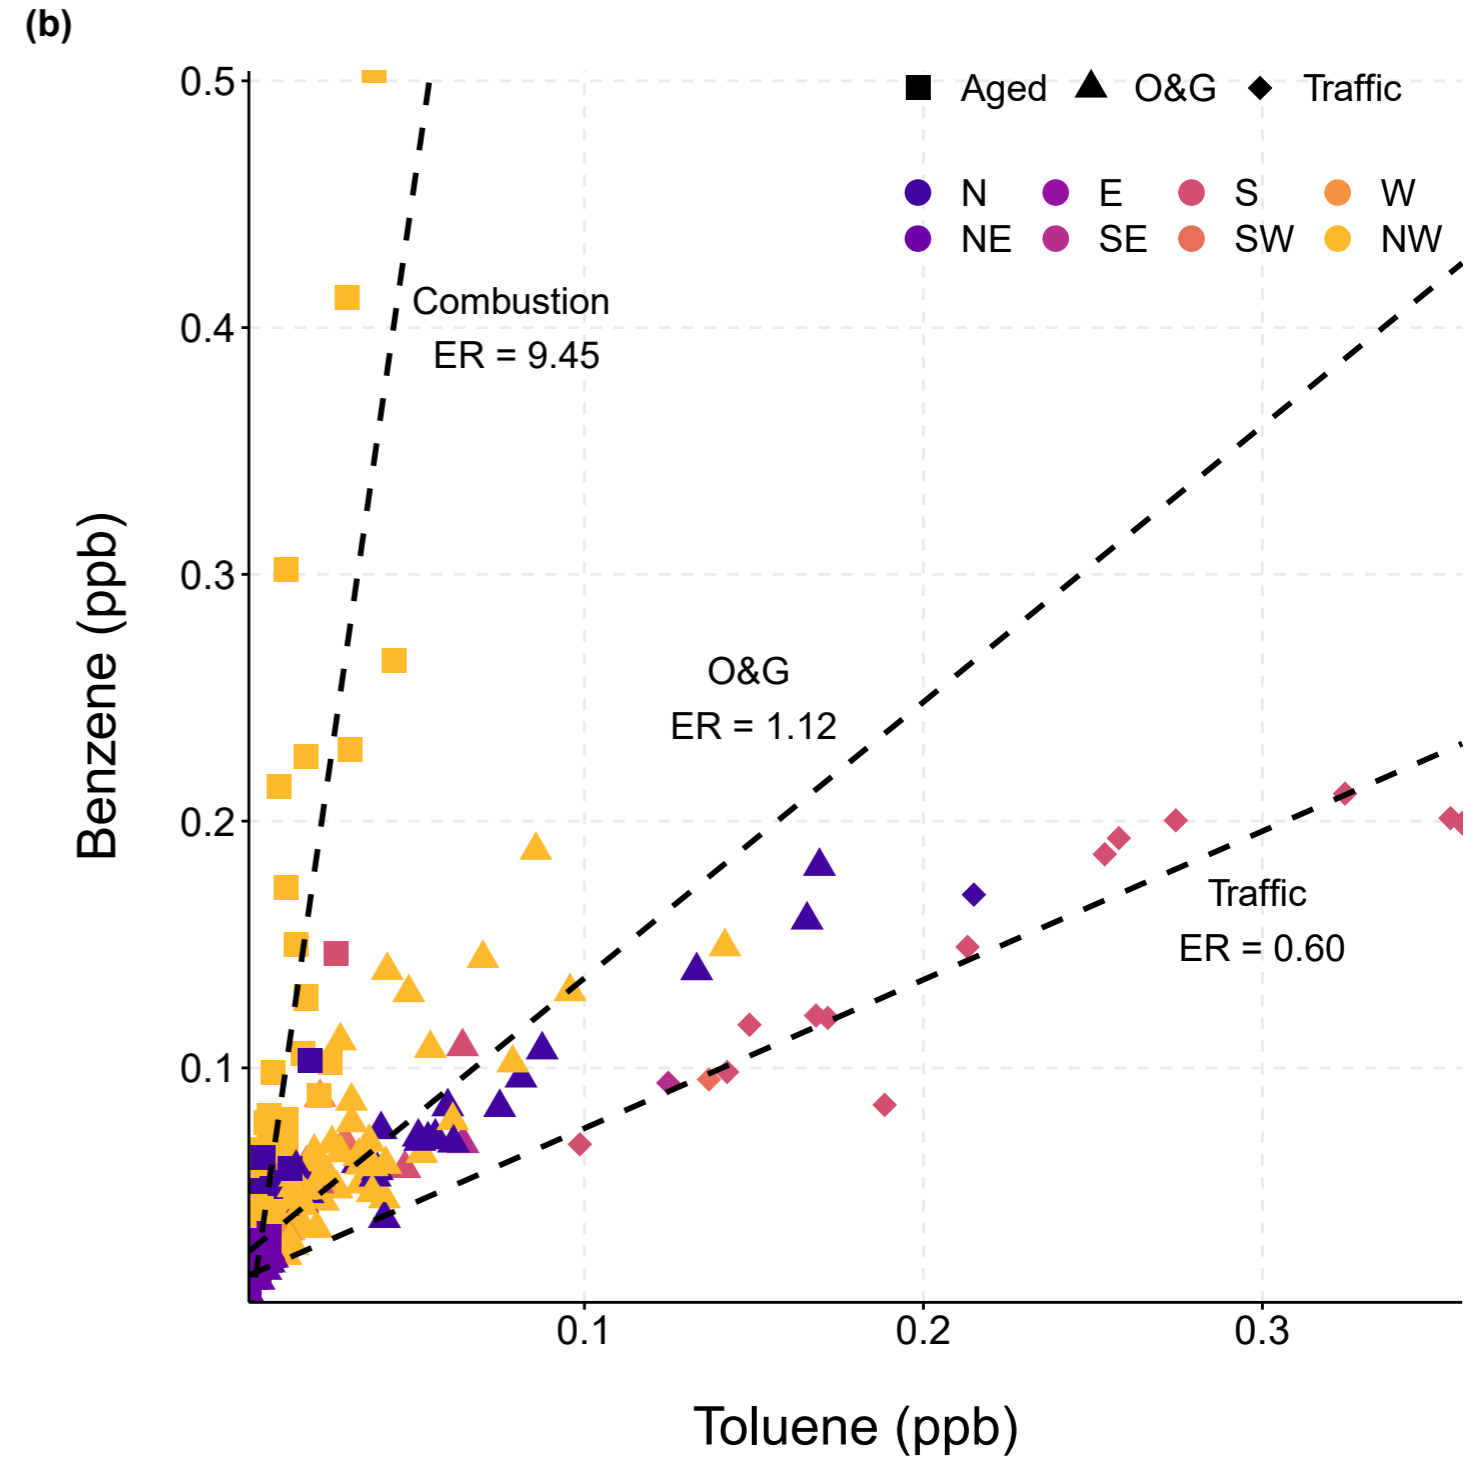 (b)
0.5
Aged O&G Traffic
N E S W
NE SE SW NW
Combustion
ER = 9.45
0.4
0.3
O&G
ER = 1.12
0.2
Traffic
ER = 0.60
0.1
Benzene (ppb)
0.1 0.2 0.3
Toluene (ppb)